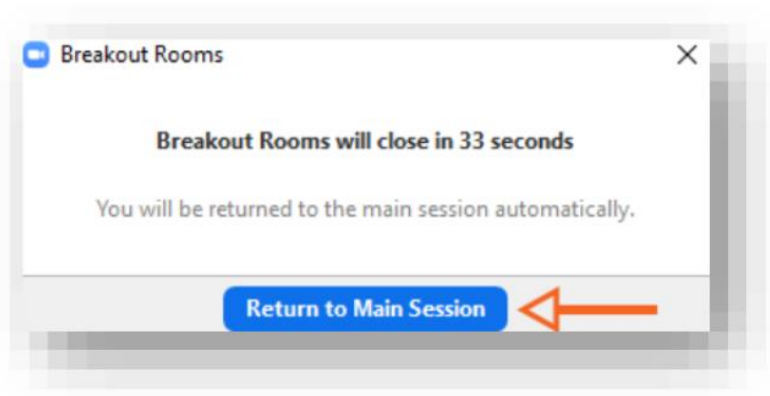 Breakout Rooms
Breakout Rooms will close in 33 seconds
You will be returned to the main session automatically.
Return to Main Session